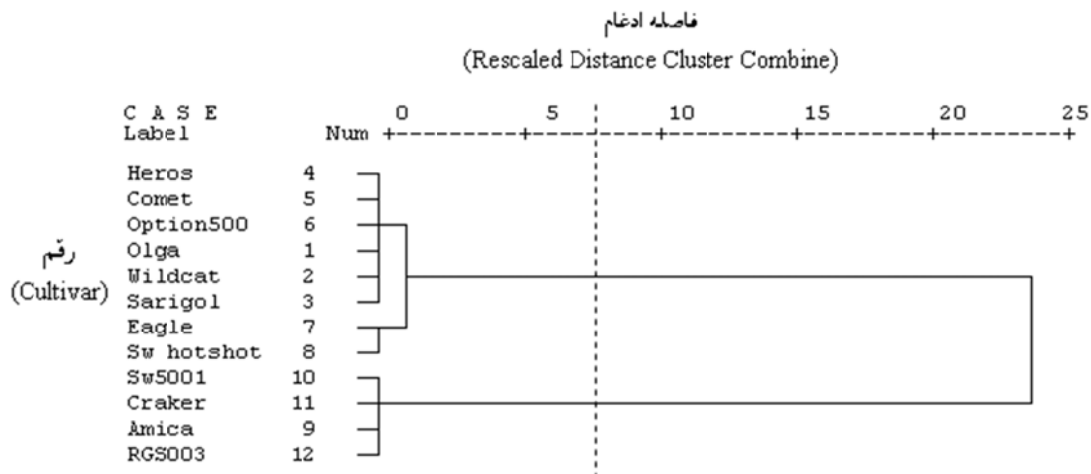 فاصله ادغام
(Rescaled Distance Cluster Combine)
C A S E 0 5 10 15 20 25
Label Num +---------+---------+---------+---------+---------+
Heros 4
Comet 5
Option500 6
Olga 1
Wildcat 2
Sarigol 3
Eagle 7
Sw hotshot 8
Sw5001 10
Craker 11
Amica 9
RGS003 12
رقم
(Cultivar)